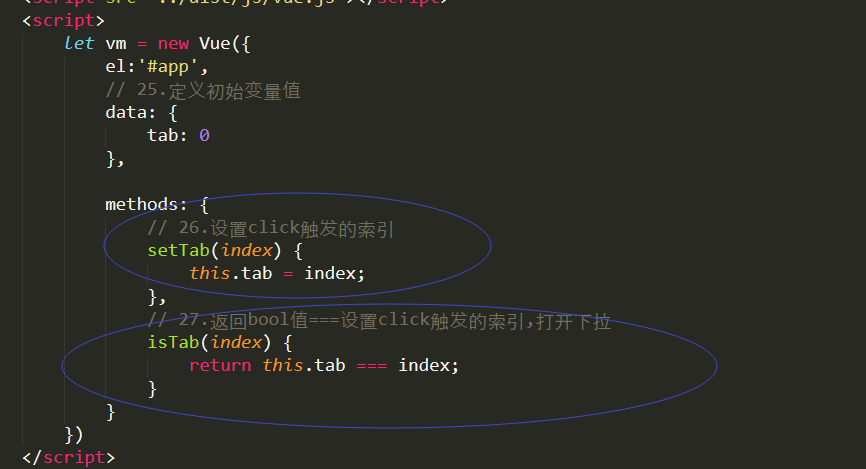 <script src="../dist/js/vue.js"></script>
<script>
let vm = new Vue({
el:'#app',
// 25.定义初始变量值
data: {
tab: 0
},
methods: {
// 26.设置click触发的索引
setTab(index) {
this.tab = index;
},
// 27.返回bool值===设置click触发的索引,打开下拉
isTab(index) {
return this.tab === index;
}
}
})
</script>